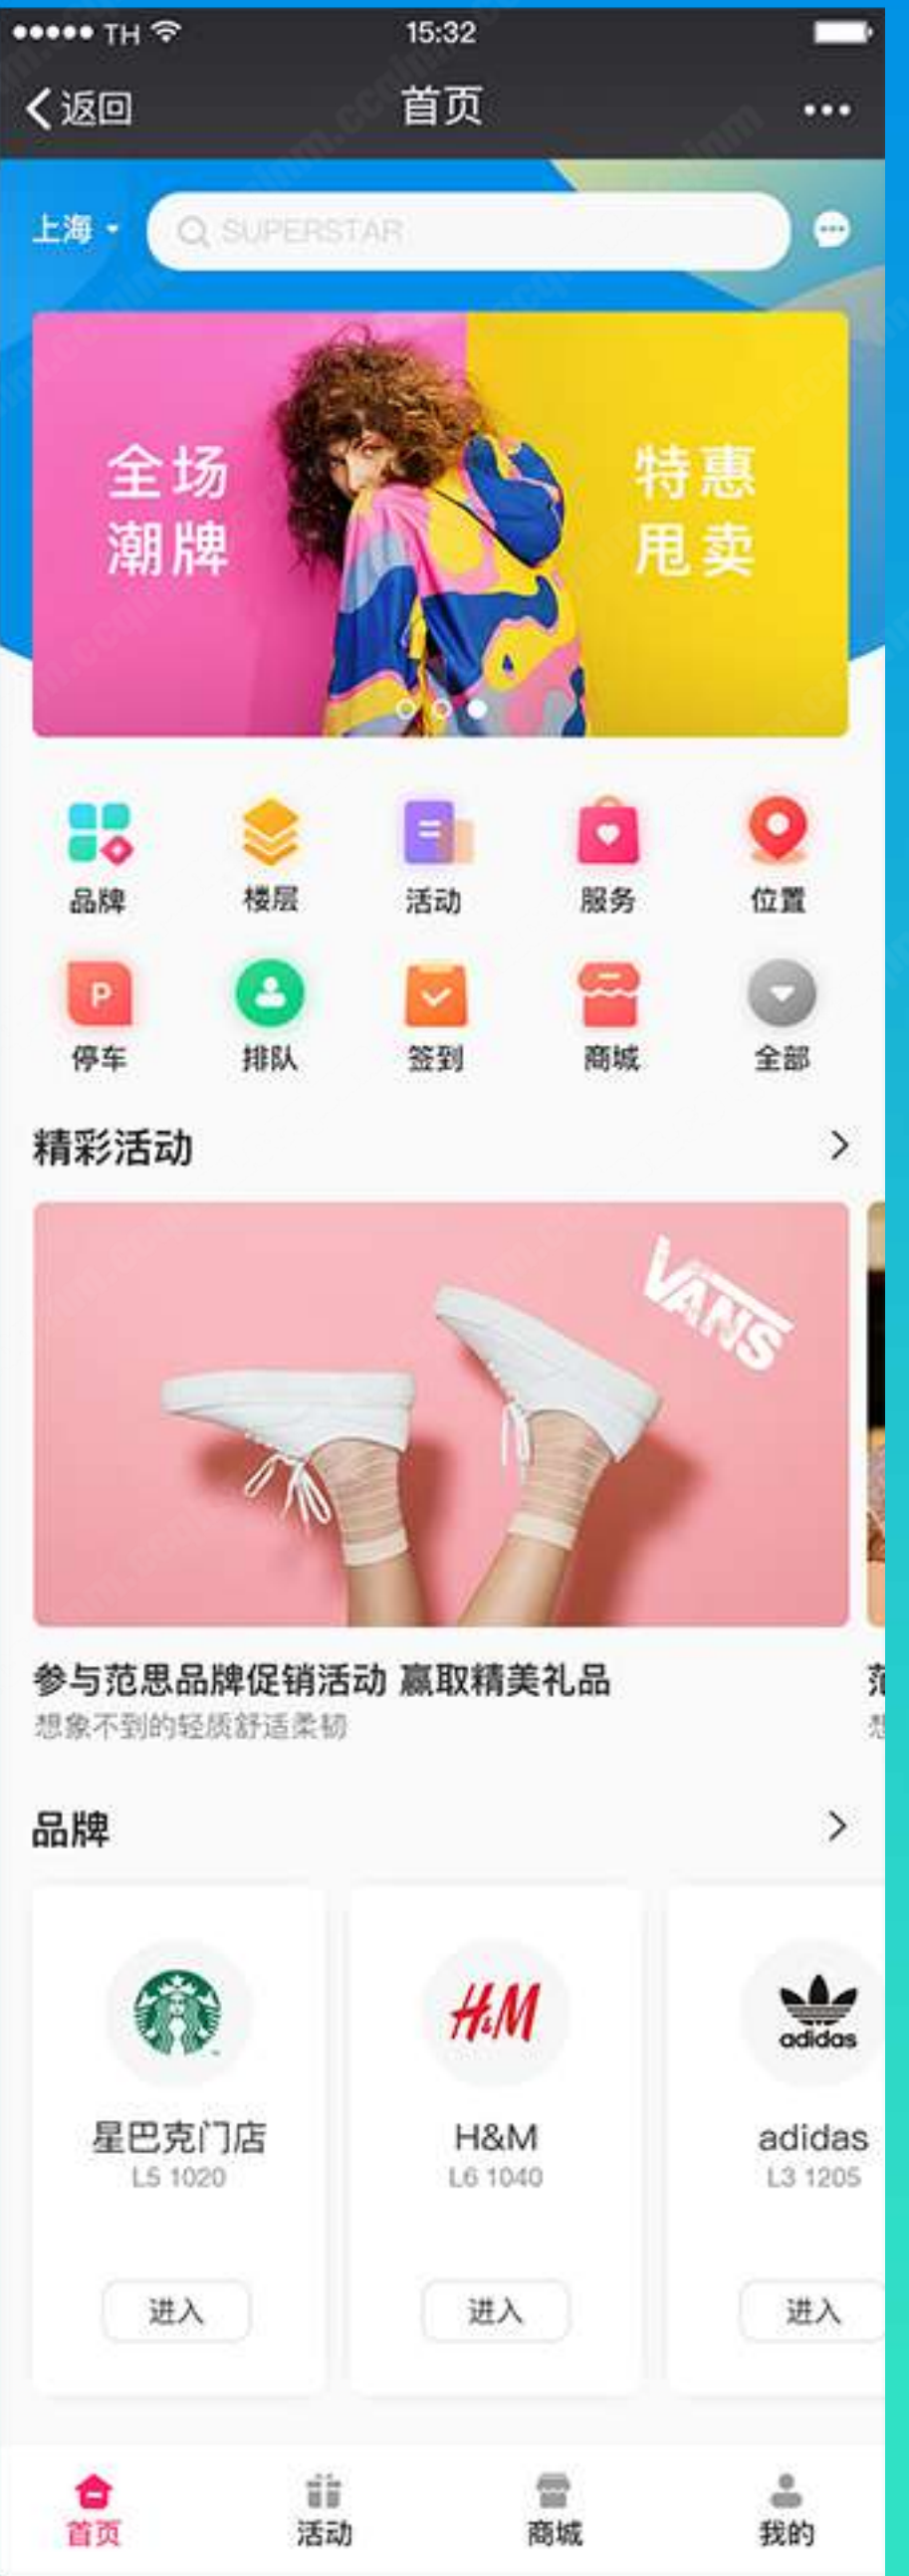 TH 15:32
返回 首页
上海 SUPERSTAR
全场 特惠
潮牌 甩卖
品牌 楼层 活动 服务 位置
P
停车 排队 签到 商城 全部
精彩活动
VANS
参与范思品牌促销活动 赢取精美礼品
想象不到的轻质舒适柔韧
品牌
H&M adidas
星巴克门店 H&M adidas
L5 1020 L6 1040 L3 1205
进入 进入 进入
首页 活动 商城 我的